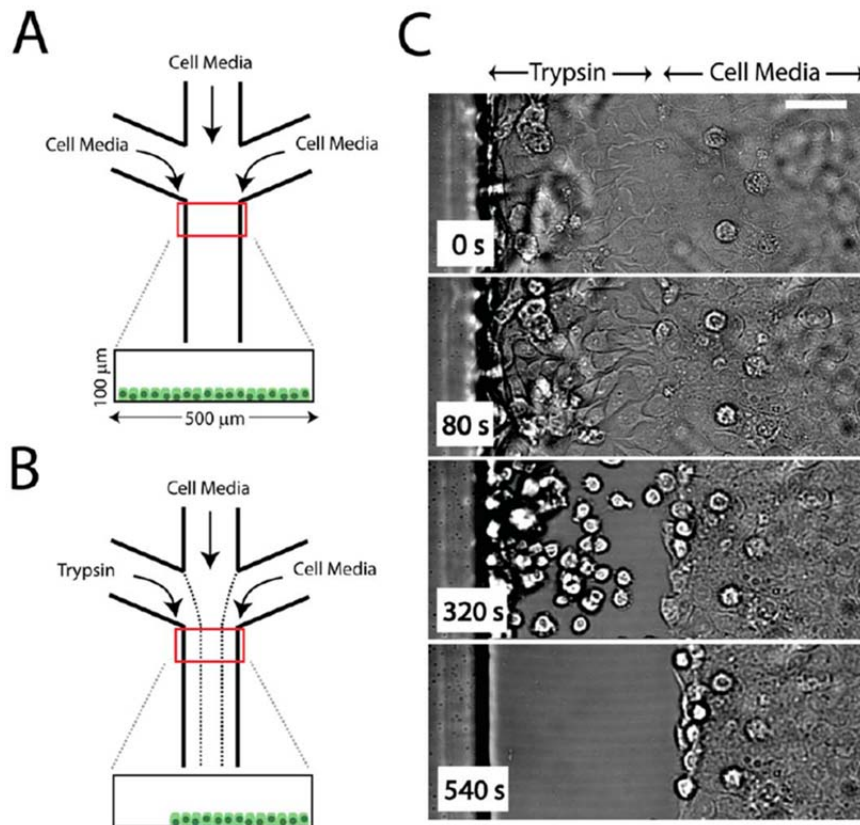 A
Cell Media
Cell Media
Cell Media
100 μm
500 μm
B
Cell Media
Trypsin
Cell Media
C
Trypsin
Cell Media
0 s
80 s
320 s
540 s